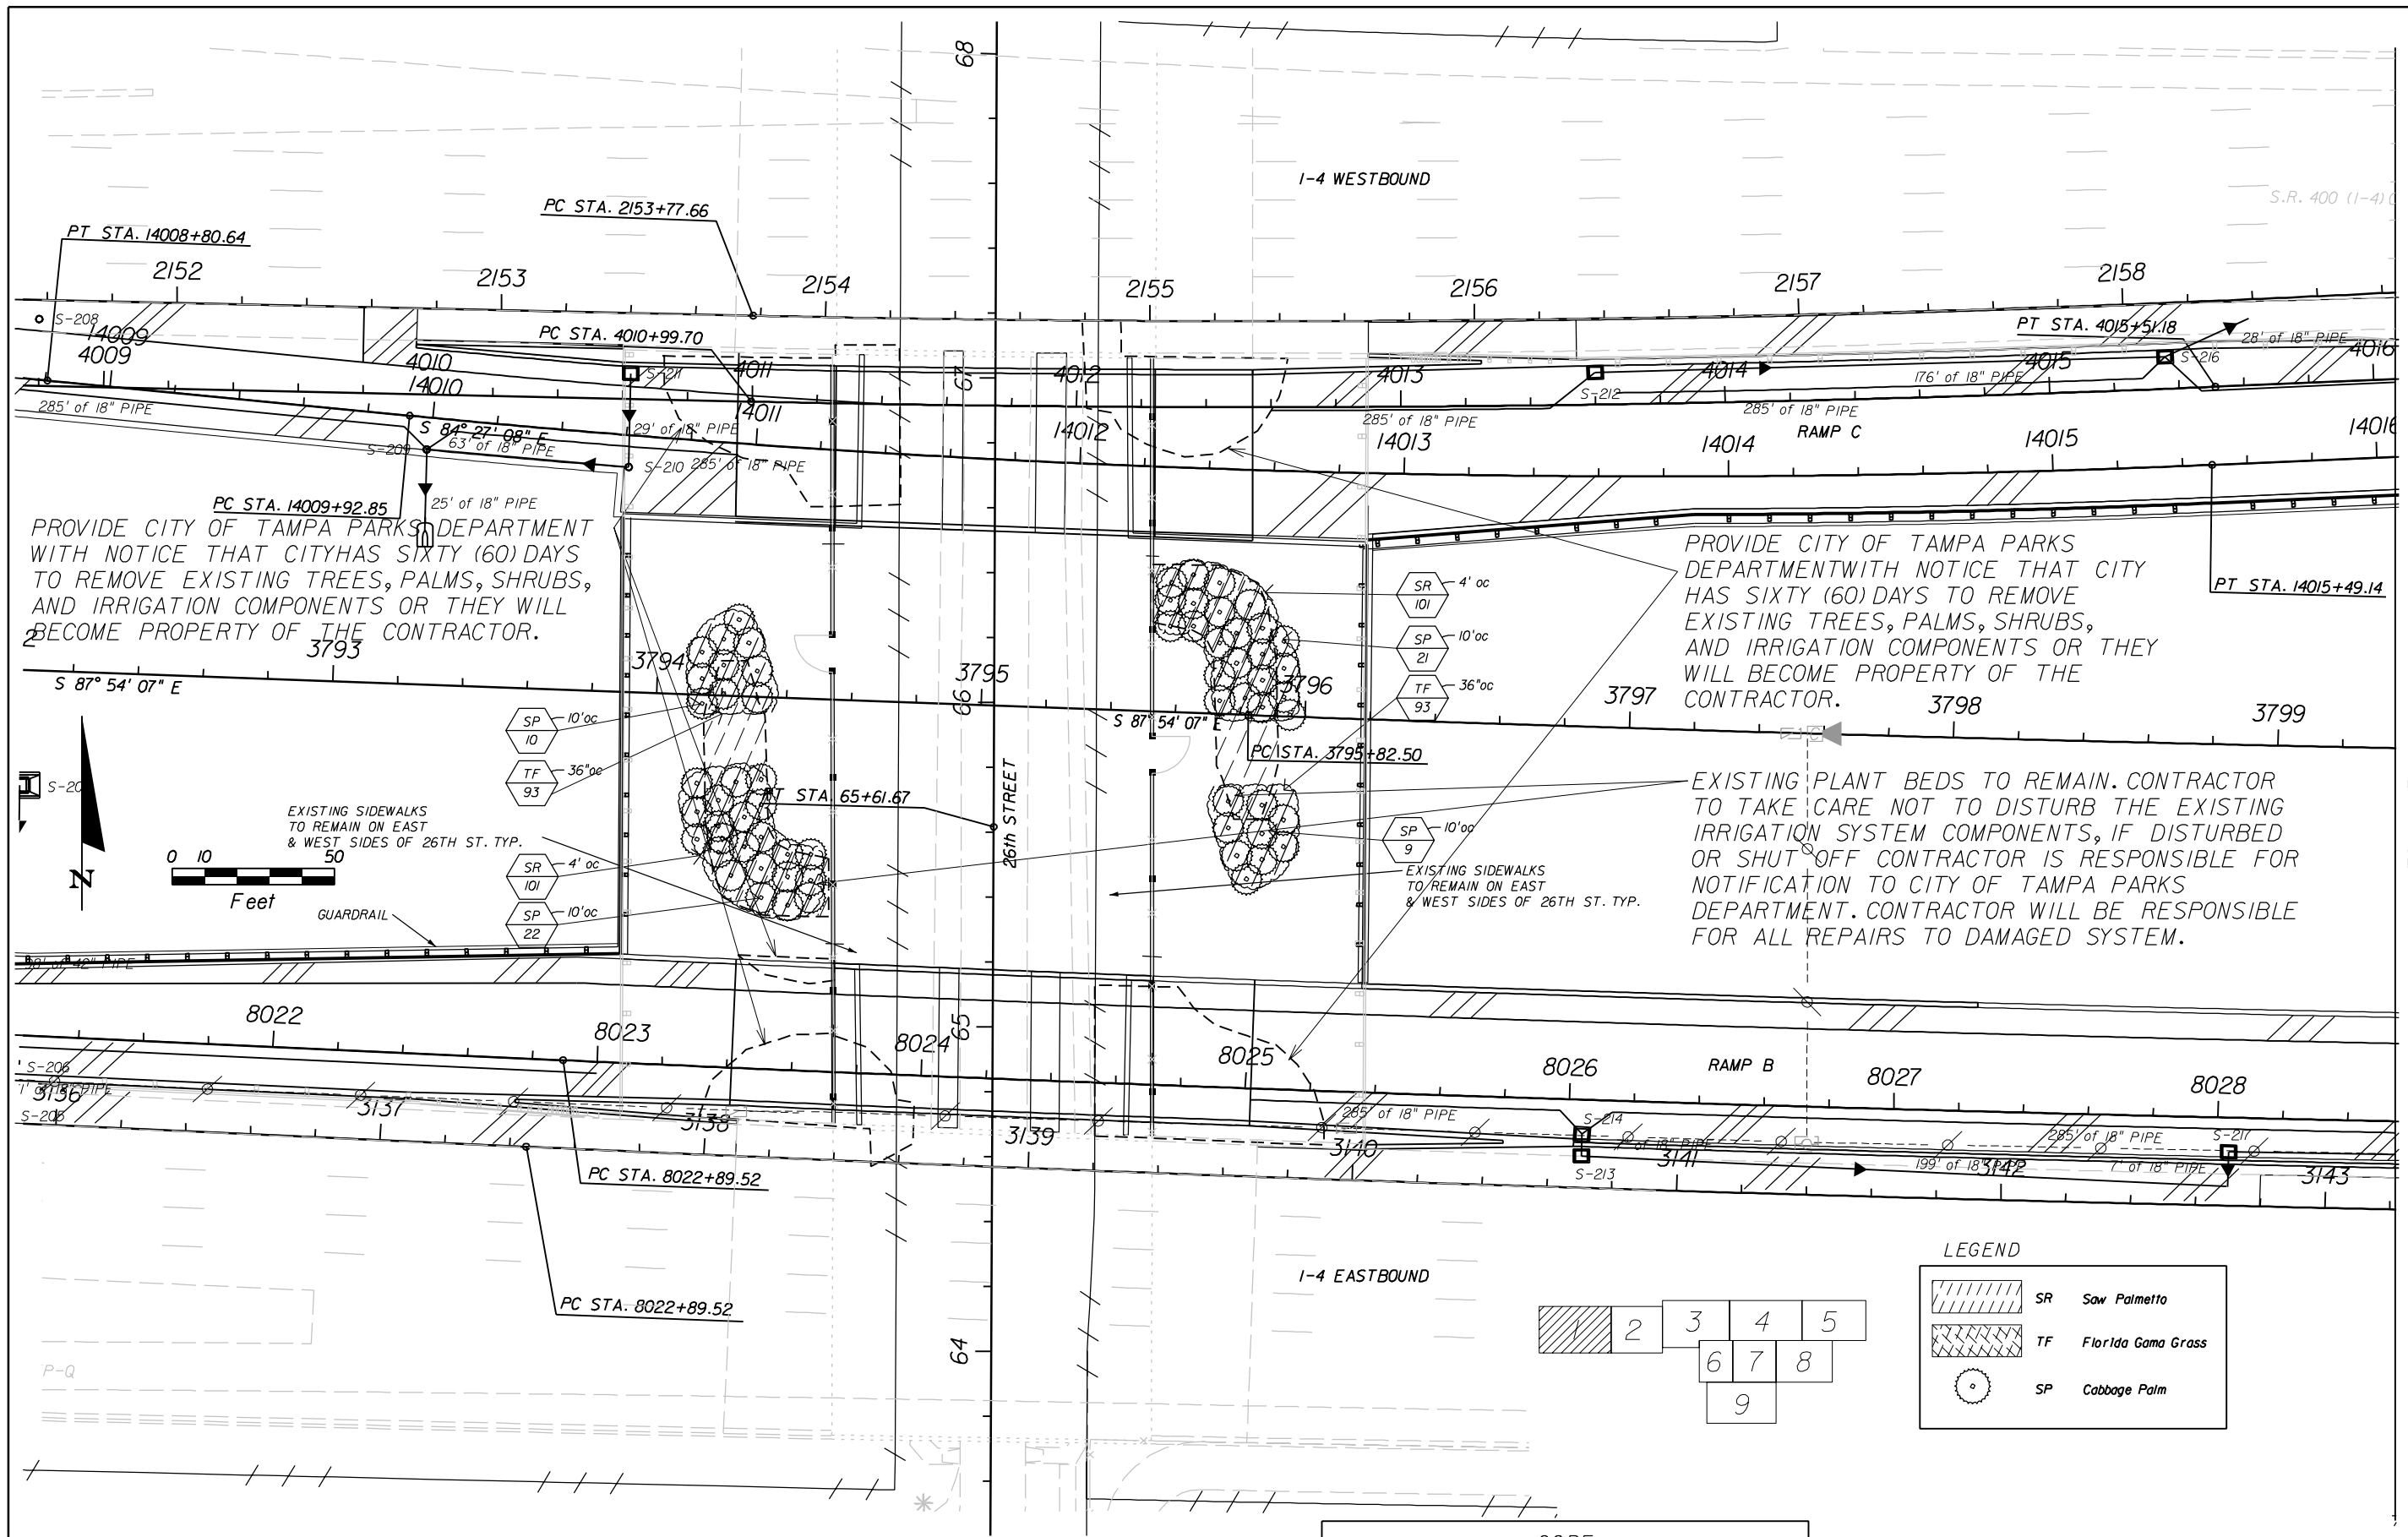 68
I-4 WESTBOUND
S.R. 400 (I-4)
PC STA. 2153+77.66
PT STA. 14008+80.64
2152
2153
2154
2155
2156
2157
2158
S-208
14009
4009
PC STA. 4010+99.70
4010
14010
S-211
4011
14011
67
4012
14012
4013
14013
S-212
4014
14014
176' of 18" PIPE
PT STA. 4015+51.18
4015
14015
28' of 18" PIPE
S-216
4016
14016
285' of 18" PIPE
S 84° 27' 08" E
63' of 18" PIPE
S-209
29' of 18" PIPE
S-210
285' of 18" PIPE
285' of 18" PIPE
285' of 18" PIPE
RAMP C
PC STA. 14009+92.85
25' of 18" PIPE
PT STA. 14015+49.14
PROVIDE CITY OF TAMPA PARKS DEPARTMENT
WITH NOTICE THAT CITYHAS SIXTY (60) DAYS
TO REMOVE EXISTING TREES, PALMS, SHRUBS,
AND IRRIGATION COMPONENTS OR THEY WILL
BECOME PROPERTY OF THE CONTRACTOR.
PROVIDE CITY OF TAMPA PARKS
DEPARTMENTWITH NOTICE THAT CITY
HAS SIXTY (60) DAYS TO REMOVE
EXISTING TREES, PALMS, SHRUBS,
AND IRRIGATION COMPONENTS OR THEY
WILL BECOME PROPERTY OF THE
CONTRACTOR.
SR 4' oc
101
SP 10'oc
21
TF 36"oc
93
2
3793
3794
3795
66
3796
3797
3798
3799
S 87° 54' 07" E
S 87° 54' 07" E
PC STA. 3795+82.50
SP 10'oc
10
TF 36"oc
93
PT STA. 65+61.67
26th STREET
EXISTING PLANT BEDS TO REMAIN. CONTRACTOR
TO TAKE CARE NOT TO DISTURB THE EXISTING
IRRIGATION SYSTEM COMPONENTS, IF DISTURBED
OR SHUT OFF CONTRACTOR IS RESPONSIBLE FOR
NOTIFICATION TO CITY OF TAMPA PARKS
DEPARTMENT. CONTRACTOR WILL BE RESPONSIBLE
FOR ALL REPAIRS TO DAMAGED SYSTEM.
S-20
EXISTING SIDEWALKS
TO REMAIN ON EAST
& WEST SIDES OF 26TH ST. TYP.
SP 10'oc
9
EXISTING SIDEWALKS
TO REMAIN ON EAST
& WEST SIDES OF 26TH ST. TYP.
N
0 10 50
Feet
SR 4' oc
101
SP 10'oc
22
GUARDRAIL
98' of 42" PIPE
8022
8023
8024
65
8025
8026
RAMP B
8027
8028
S-206
PIPE
3136
S-205
3137
3138
3139
3140
285' of 18" PIPE
S-214
7' of 18" PIPE
3141
S-213
285' of 18" PIPE
S-217
199' of 18" PIPE
3142
7' of 18" PIPE
3143
PC STA. 8022+89.52
PC STA. 8022+89.52
I-4 EASTBOUND
64
P-Q
1 2 3 4 5
6 7 8
9
LEGEND
SR Saw Palmetto
TF Florida Gama Grass
SP Cabbage Palm